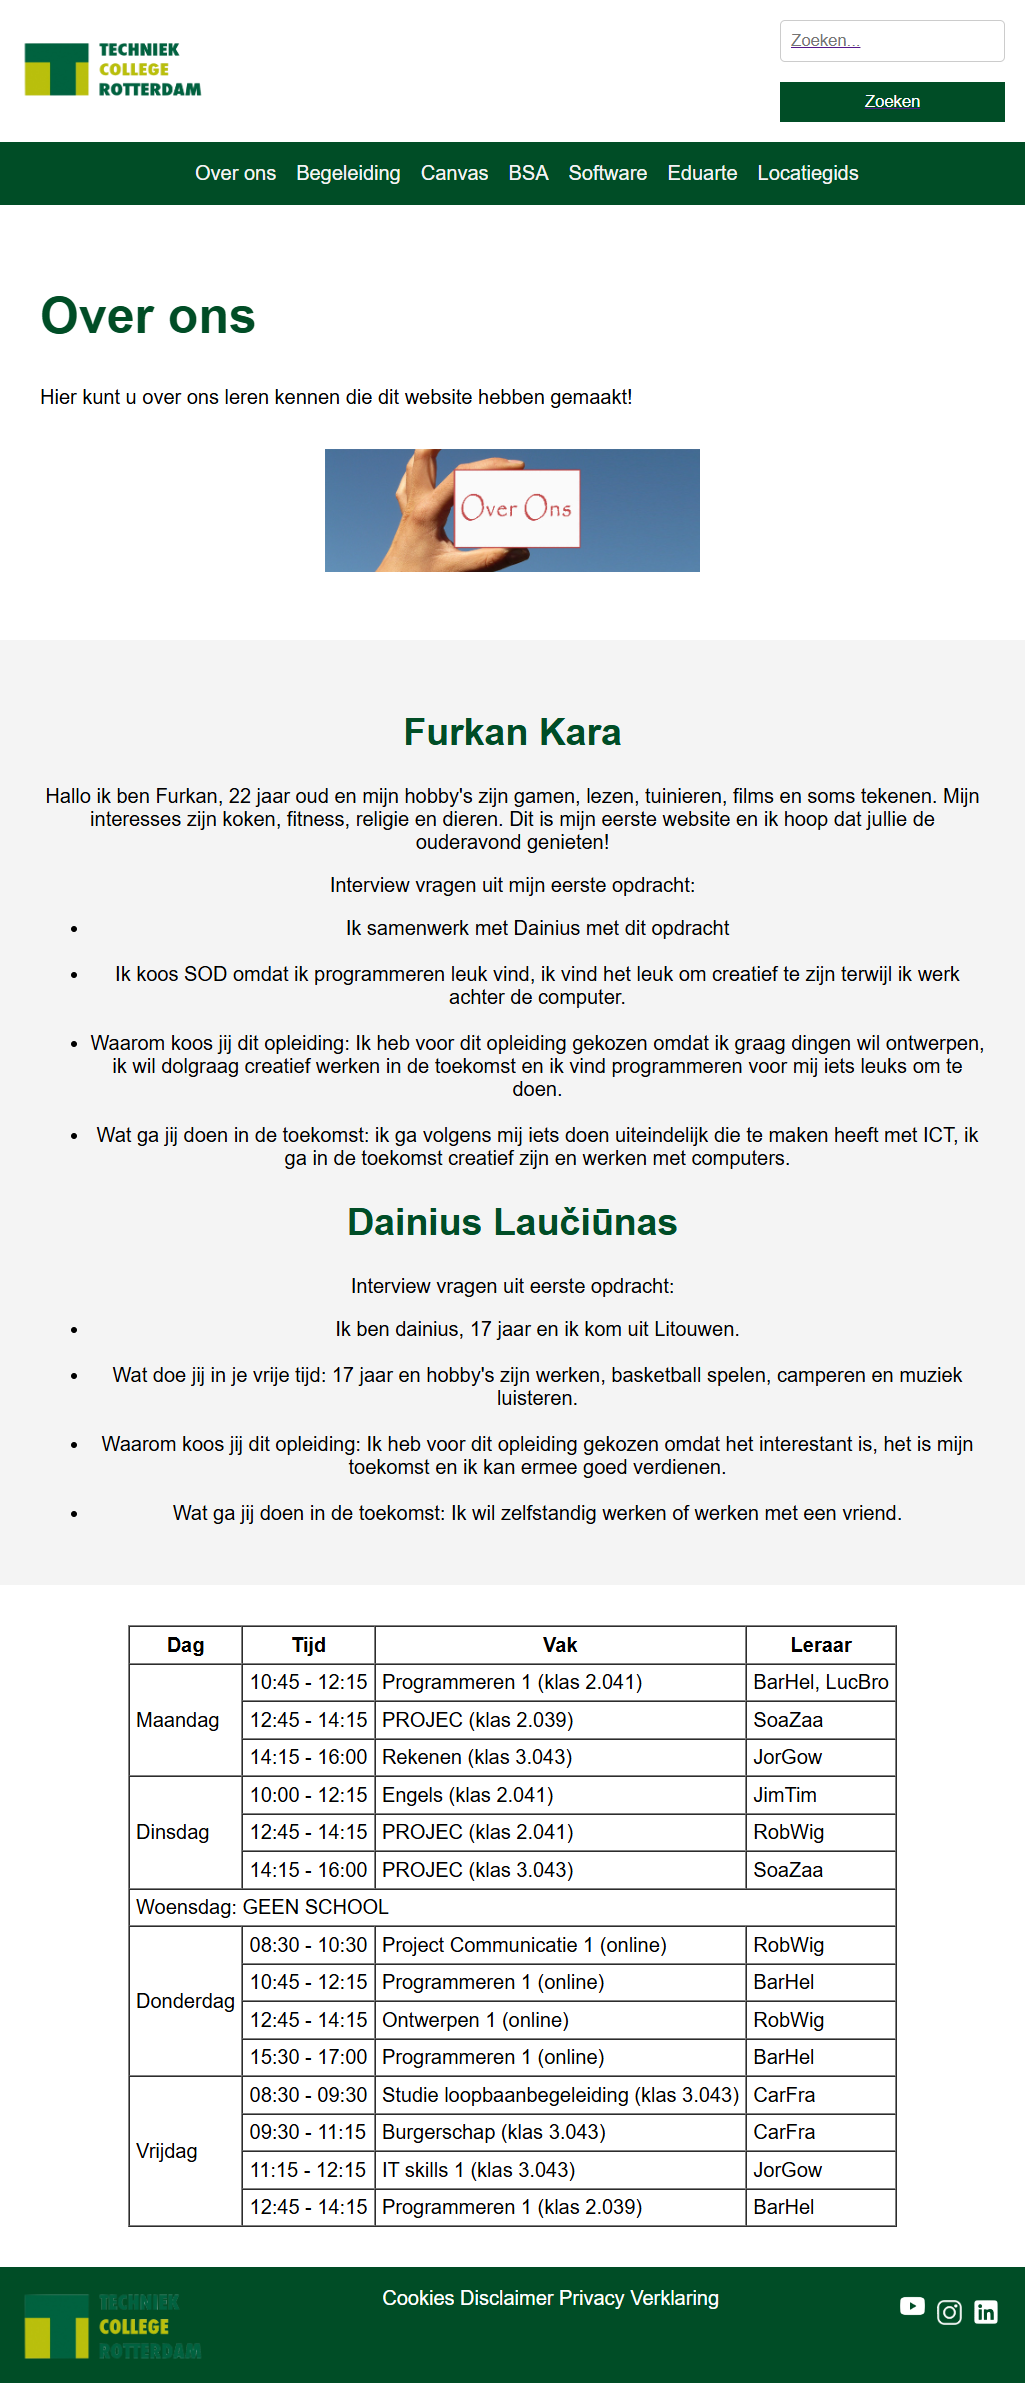 TECHNIEK
COLLEGE
ROTTERDAM
Zoeken...
Zoeken
Over ons Begeleiding Canvas BSA Software Eduarte Locatiegids
Over ons
Hier kunt u over ons leren kennen die dit website hebben gemaakt!
Over Ons
Furkan Kara
Hallo ik ben Furkan, 22 jaar oud en mijn hobby's zijn gamen, lezen, tuinieren, films en soms tekenen. Mijn
interesses zijn koken, fitness, religie en dieren. Dit is mijn eerste website en ik hoop dat jullie de
ouderavond genieten!
Interview vragen uit mijn eerste opdracht:
• Ik samenwerk met Dainius met dit opdracht
• Ik koos SOD omdat ik programmeren leuk vind, ik vind het leuk om creatief te zijn terwijl ik werk
achter de computer.
• Waarom koos jij dit opleiding: Ik heb voor dit opleiding gekozen omdat ik graag dingen wil ontwerpen,
ik wil dolgraag creatief werken in de toekomst en ik vind programmeren voor mij iets leuks om te
doen.
• Wat ga jij doen in de toekomst: ik ga volgens mij iets doen uiteindelijk die te maken heeft met ICT, ik
ga in de toekomst creatief zijn en werken met computers.
Dainius Laučiūnas
Interview vragen uit eerste opdracht:
• Ik ben dainius, 17 jaar en ik kom uit Litouwen.
• Wat doe jij in je vrije tijd: 17 jaar en hobby's zijn werken, basketball spelen, camperen en muziek
luisteren.
• Waarom koos jij dit opleiding: Ik heb voor dit opleiding gekozen omdat het interestant is, het is mijn
toekomst en ik kan ermee goed verdienen.
• Wat ga jij doen in de toekomst: Ik wil zelfstandig werken of werken met een vriend.
Dag Tijd Vak Leraar
Maandag 10:45 - 12:15 Programmeren 1 (klas 2.041) BarHel, LucBro
12:45 - 14:15 PROJEC (klas 2.039) SoaZaa
14:15 - 16:00 Rekenen (klas 3.043) JorGow
Dinsdag 10:00 - 12:15 Engels (klas 2.041) JimTim
12:45 - 14:15 PROJEC (klas 2.041) RobWig
14:15 - 16:00 PROJEC (klas 3.043) SoaZaa
Woensdag: GEEN SCHOOL
Donderdag 08:30 - 10:30 Project Communicatie 1 (online) RobWig
10:45 - 12:15 Programmeren 1 (online) BarHel
12:45 - 14:15 Ontwerpen 1 (online) RobWig
15:30 - 17:00 Programmeren 1 (online) BarHel
Vrijdag 08:30 - 09:30 Studie loopbaanbegeleiding (klas 3.043) CarFra
09:30 - 11:15 Burgerschap (klas 3.043) CarFra
11:15 - 12:15 IT skills 1 (klas 3.043) JorGow
12:45 - 14:15 Programmeren 1 (klas 2.039) BarHel
TECHNIEK
COLLEGE
ROTTERDAM
Cookies Disclaimer Privacy Verklaring
in